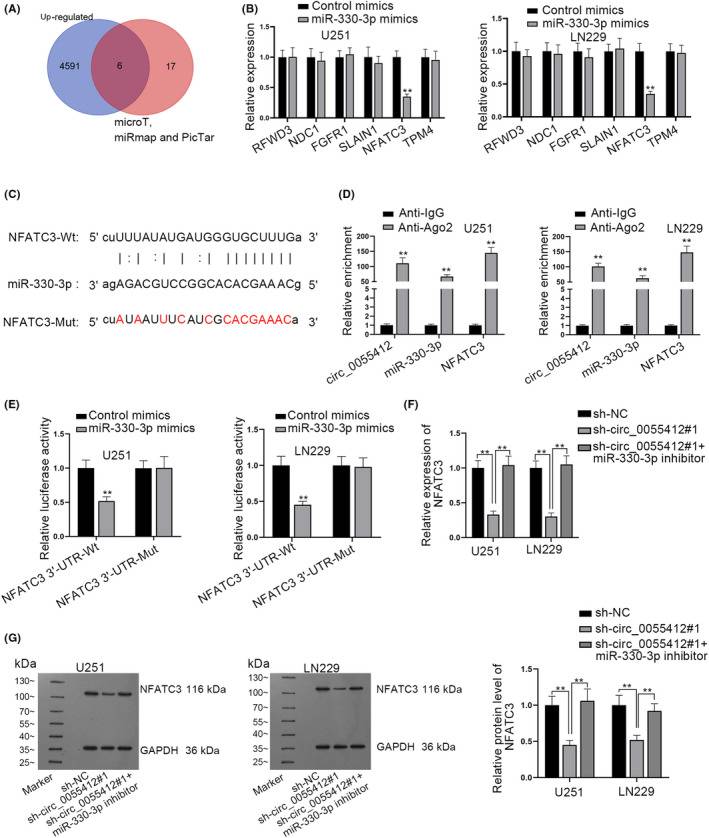 (A)
Up-regulated
4591
6
17
microT,
miRmap and PicTar
(B)
Control mimics
miR-330-3p mimics
U251
Relative expression
1.5
1.0
0.5
0.0
RFWD3
NDC1
FGFR1
SLAIN1
NFATC3
TPM4
**
Control mimics
miR-330-3p mimics
LN229
Relative expression
1.5
1.0
0.5
0.0
RFWD3
NDC1
FGFR1
SLAIN1
NFATC3
TPM4
**
(C)
NFATC3-Wt: 5' cuUUUAUAUGAUGGGUGCUUUGa 3'
miR-330-3p : 3' agAGACGUCCGGCACACGAAACg 5'
NFATC3-Mut: 5' cuAUAAUUUCAUCGCACGAAACa 3'
(D)
Anti-IgG
Anti-Ago2
U251
Relative enrichment
200
150
100
50
2
1
0
** ** **
circ_0055412
miR-330-3p
NFATC3
Anti-IgG
Anti-Ago2
LN229
Relative enrichment
200
150
100
50
2
1
0
** ** **
circ_0055412
miR-330-3p
NFATC3
(E)
Control mimics
miR-330-3p mimics
U251
Relative luciferase activity
1.5
1.0
0.5
0.0
**
NFATC3 3'-UTR-Wt
NFATC3 3'-UTR-Mut
Control mimics
miR-330-3p mimics
LN229
Relative luciferase activity
1.5
1.0
0.5
0.0
**
NFATC3 3'-UTR-Wt
NFATC3 3'-UTR-Mut
(F)
sh-NC
sh-circ_0055412#1
sh-circ_0055412#1+
miR-330-3p inhibitor
Relative expression of
NFATC3
1.5
1.0
0.5
0.0
** ** ** **
U251 LN229
(G)
kDa
U251
130~
100~
70~
55~
40~
35~
25~
NFATC3 116 kDa
GAPDH 36 kDa
Marker
sh-NC
sh-circ_0055412#1
sh-circ_0055412#1+
miR-330-3p inhibitor
kDa
LN229
130~
100~
70~
55~
40~
35~
25~
NFATC3 116 kDa
GAPDH 36 kDa
Marker
sh-NC
sh-circ_0055412#1
sh-circ_0055412#1+
miR-330-3p inhibitor
sh-NC
sh-circ_0055412#1
sh-circ_0055412#1+
miR-330-3p inhibitor
Relative protein level of
NFATC3
1.5
1.0
0.5
0.0
** ** ** **
U251 LN229